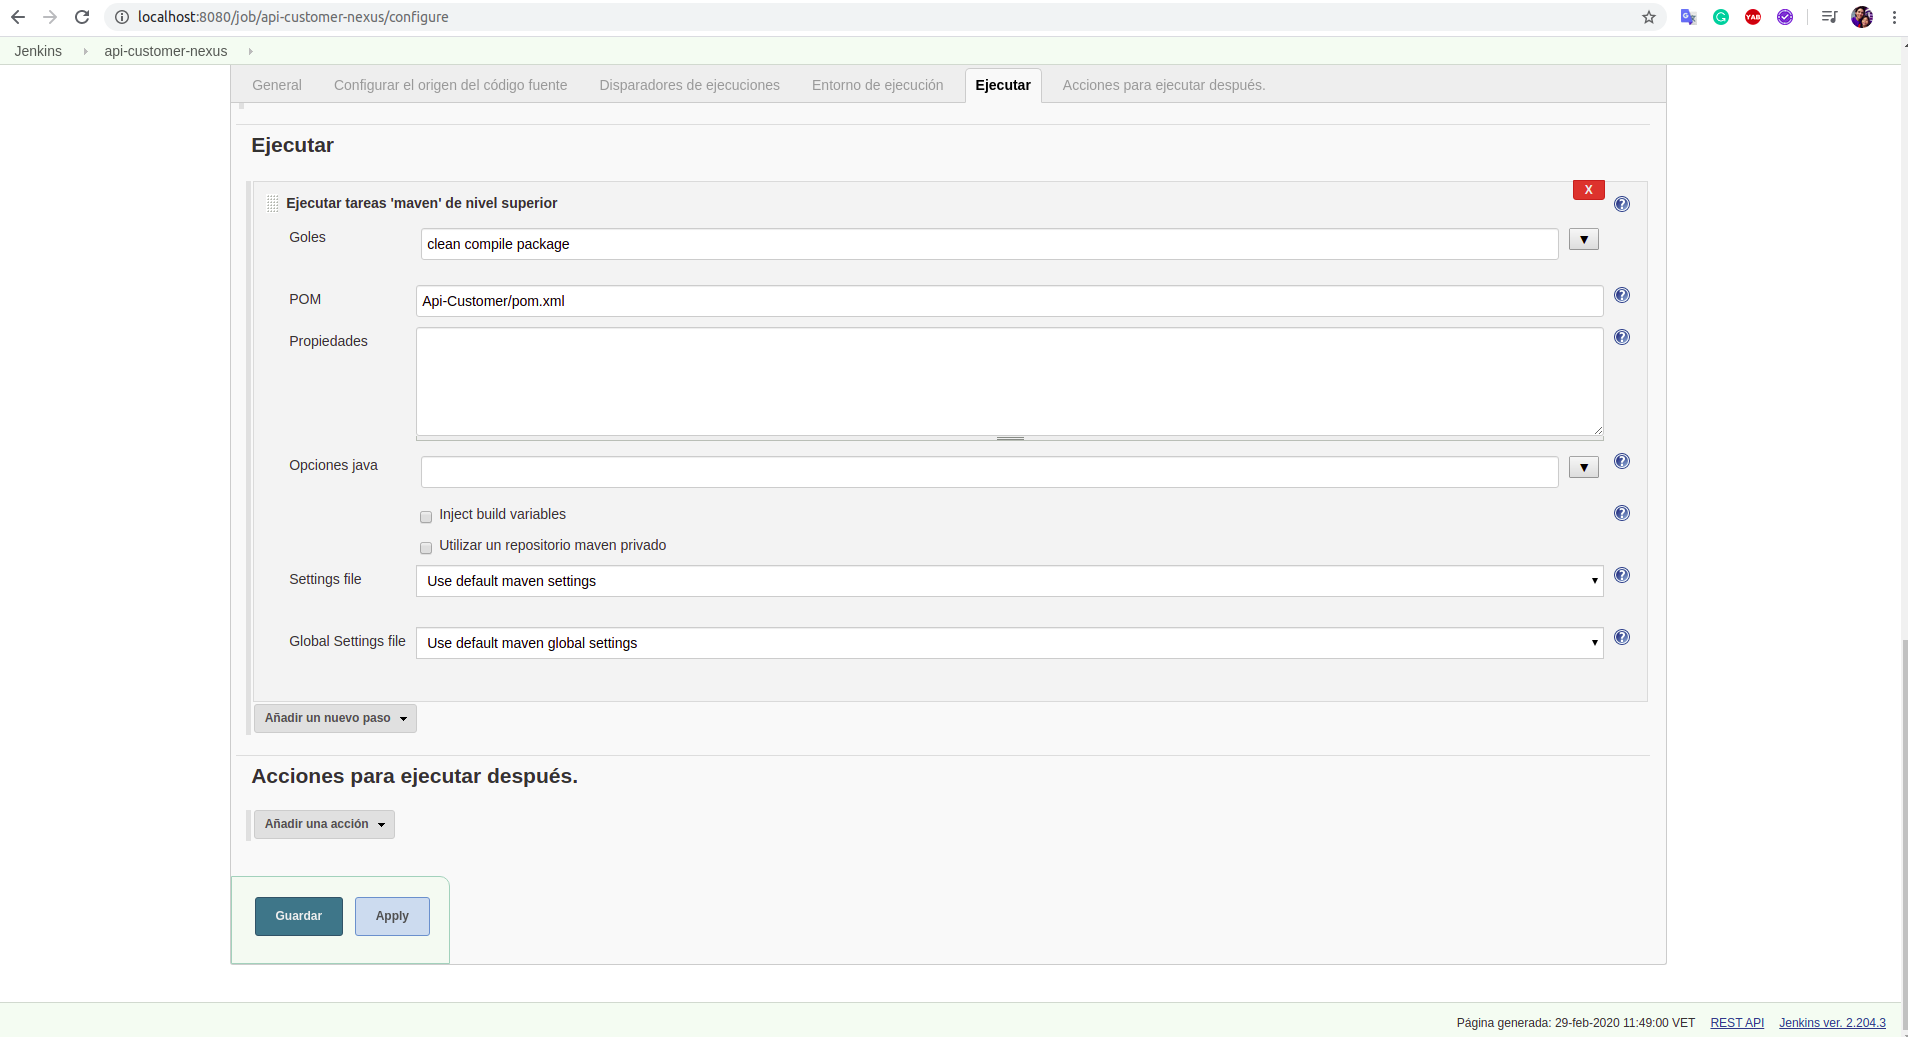 localhost:8080/job/api-customer-nexus/configure
YAB
Jenkins
api-customer-nexus
General
Configurar el origen del código fuente
Disparadores de ejecuciones
Entorno de ejecución
Ejecutar
Acciones para ejecutar después.
Ejecutar
X
Ejecutar tareas 'maven' de nivel superior
Goles
clean compile package
POM
Api-Customer/pom.xml
Propiedades
Opciones java
Inject build variables
Utilizar un repositorio maven privado
Settings file
Use default maven settings
Global Settings file
Use default maven global settings
Añadir un nuevo paso
Acciones para ejecutar después.
Añadir una acción
Guardar
Apply
Página generada: 29-feb-2020 11:49:00 VET
REST API
Jenkins ver. 2.204.3